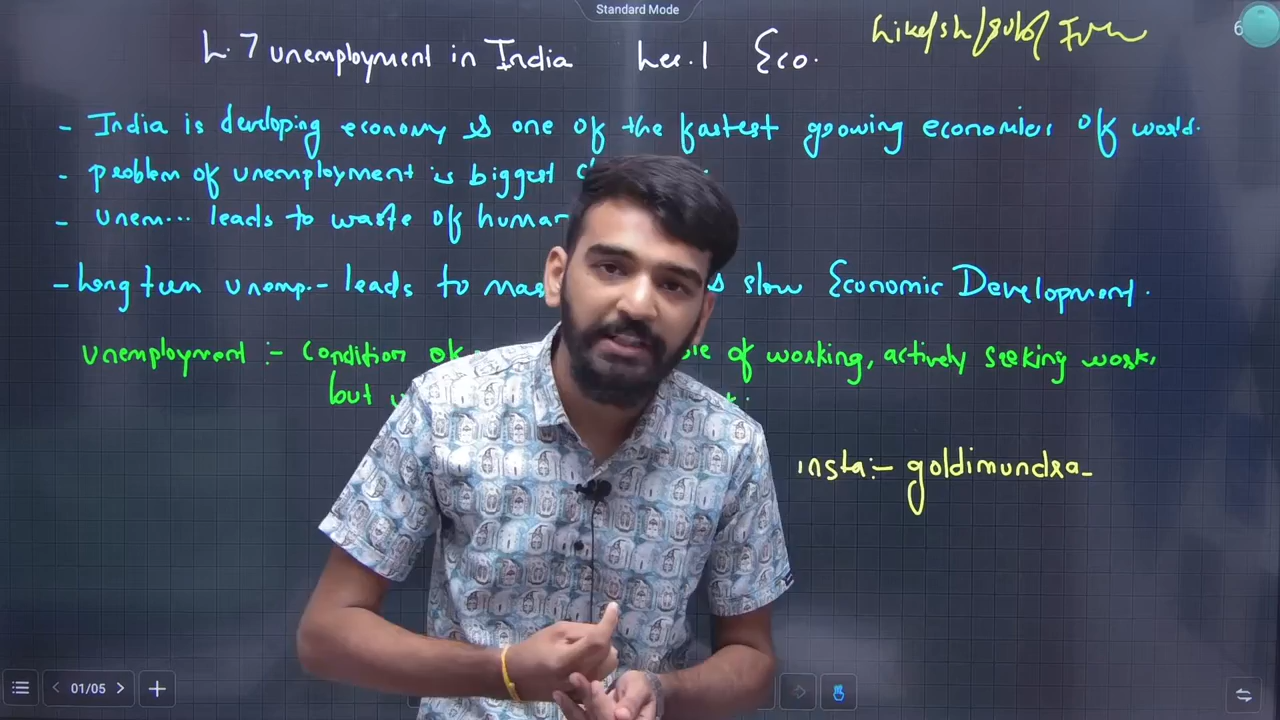 Standard Mode
6
L. 7 unemployment in India Lec. 1 Eco.
- India is developing economy & one of the fastest growing economies of world.
- problem of unemployment is biggest
- unem... leads to waste of human
- Long term unemp.- leads to & slow Economic Development.
unemployment :- condition of of working, actively seeking work,
but
insta:- goldimundra_
01/05